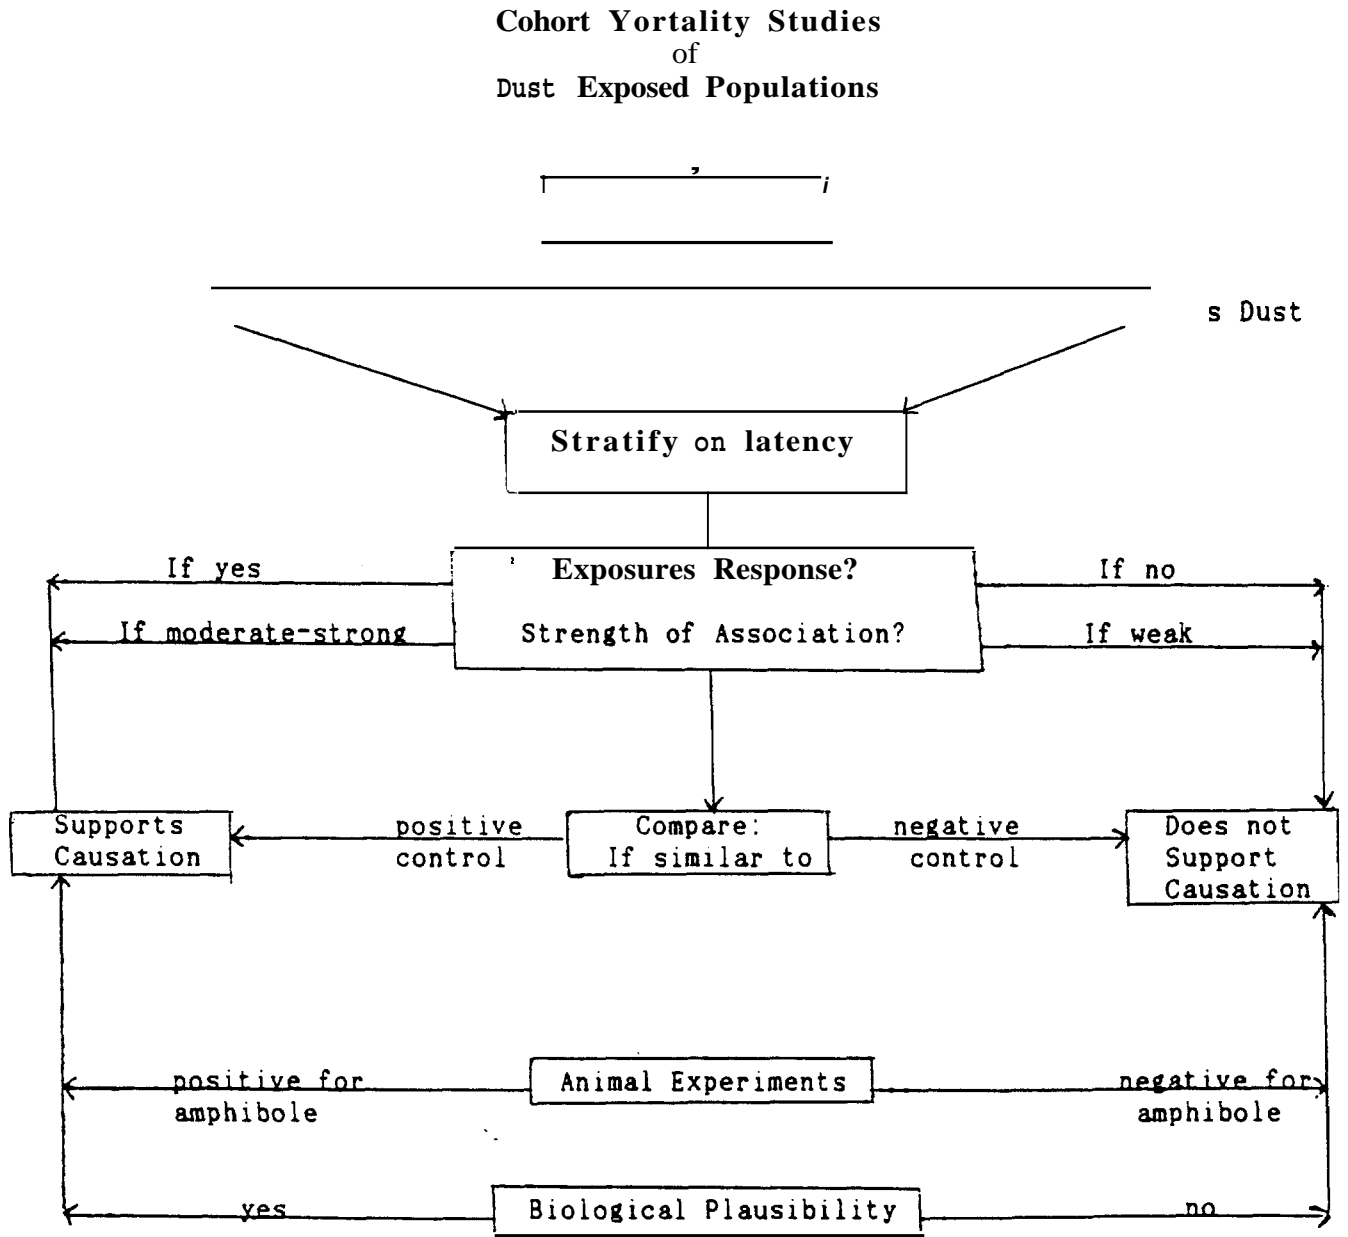 Cohort Yortality Studies
of
Dust Exposed Populations
s Dust
Stratify on latency
If yes
Exposures Response?
If no
If moderate-strong
Strength of Association?
If weak
Supports
Causation
positive
control
Compare:
If similar to
negative
control
Does not
Support
Causation
positive for
amphibole
Animal Experiments
negative for
amphibole
yes
Biological Plausibility
no